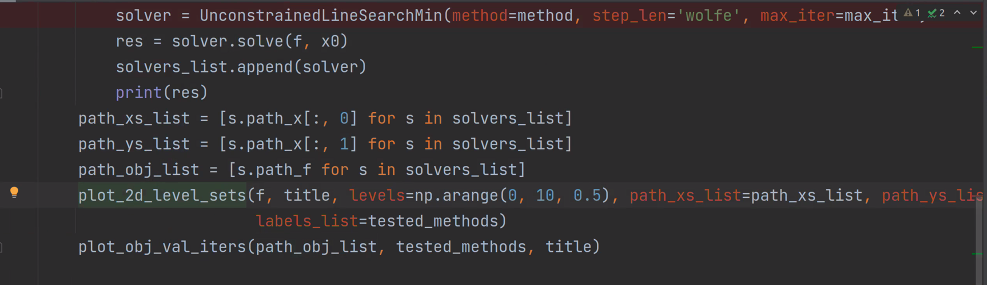 solver = UnconstrainedLineSearchMin(method=method, step_len='wolfe', max_iter=max_it
1 2
res = solver.solve(f, x0)
solvers_list.append(solver)
print(res)
path_xs_list = [s.path_x[:, 0] for s in solvers_list]
path_ys_list = [s.path_x[:, 1] for s in solvers_list]
path_obj_list = [s.path_f for s in solvers_list]
plot_2d_level_sets(f, title, levels=np.arange(0, 10, 0.5), path_xs_list=path_xs_list, path_ys_lis
labels_list=tested_methods)
plot_obj_val_iters(path_obj_list, tested_methods, title)